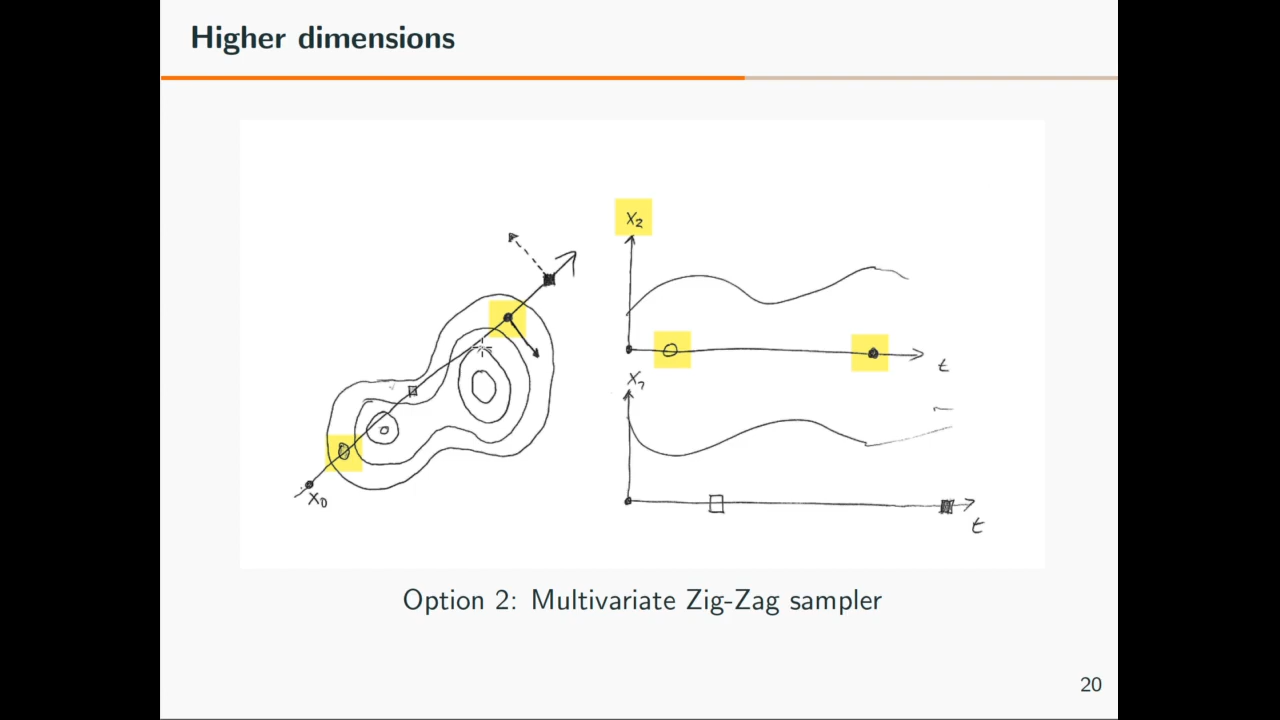 Higher dimensions
X2
t
X1
X0
t
Option 2: Multivariate Zig-Zag sampler
20